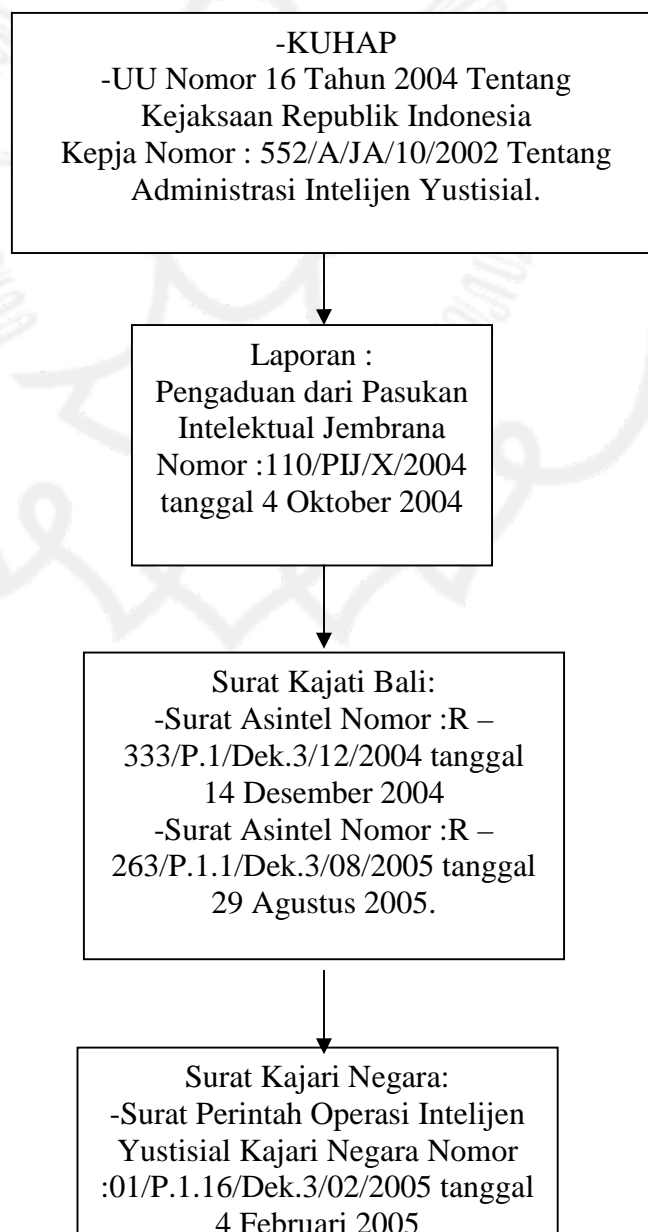 -KUHAP
-UU Nomor 16 Tahun 2004 Tentang
Kejaksaan Republik Indonesia
Kepja Nomor : 552/A/JA/10/2002 Tentang
Administrasi Intelijen Yustisial.
Laporan :
Pengaduan dari Pasukan
Intelektual Jembrana
Nomor :110/PIJ/X/2004
tanggal 4 Oktober 2004
Surat Kajati Bali:
-Surat Asintel Nomor :R –
333/P.1/Dek.3/12/2004 tanggal
14 Desember 2004
-Surat Asintel Nomor :R –
263/P.1.1/Dek.3/08/2005 tanggal
29 Agustus 2005.
Surat Kajari Negara:
-Surat Perintah Operasi Intelijen
Yustisial Kajari Negara Nomor
:01/P.1.16/Dek.3/02/2005 tanggal
4 Februari 2005